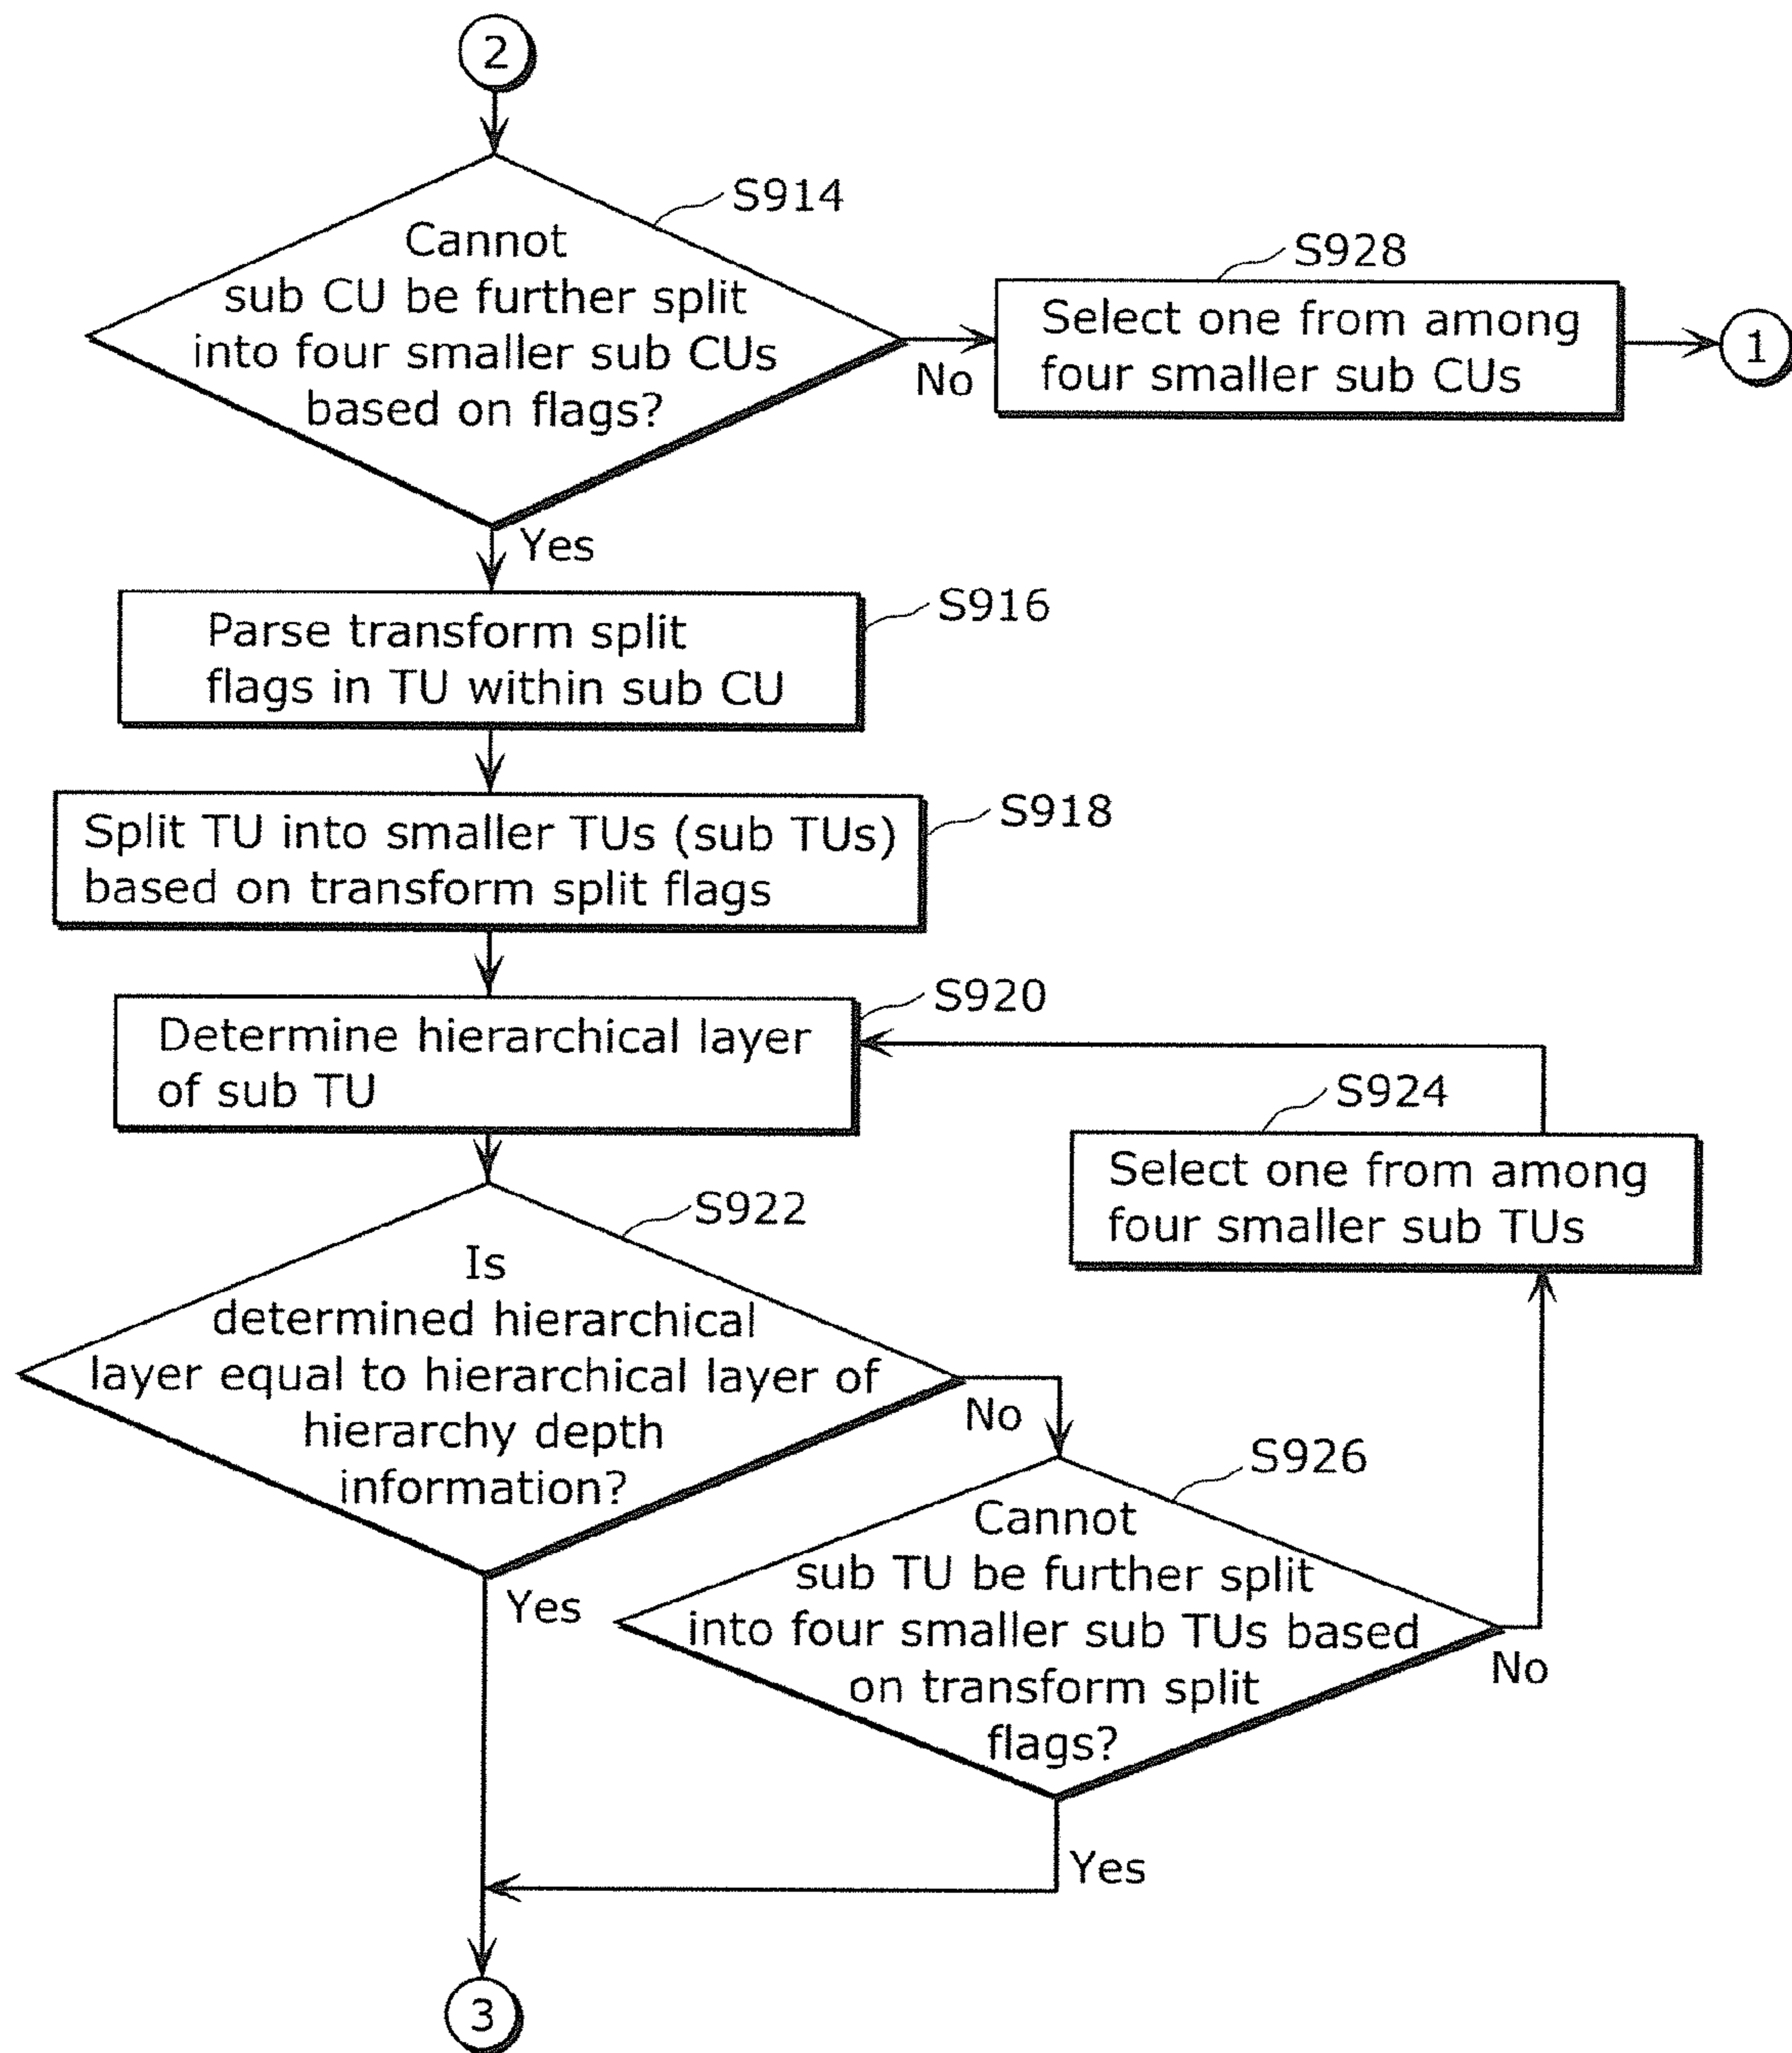 2
S914
Cannot
sub CU be further split
into four smaller sub CUs
based on flags?
No
S928
Select one from among
four smaller sub CUs
1
Yes
S916
Parse transform split
flags in TU within sub CU
S918
Split TU into smaller TUs (sub TUs)
based on transform split flags
S920
Determine hierarchical layer
of sub TU
S924
Select one from among
four smaller sub TUs
S922
Is
determined hierarchical
layer equal to hierarchical layer of
hierarchy depth
information?
No
Yes
S926
Cannot
sub TU be further split
into four smaller sub TUs based
on transform split
flags?
No
Yes
3